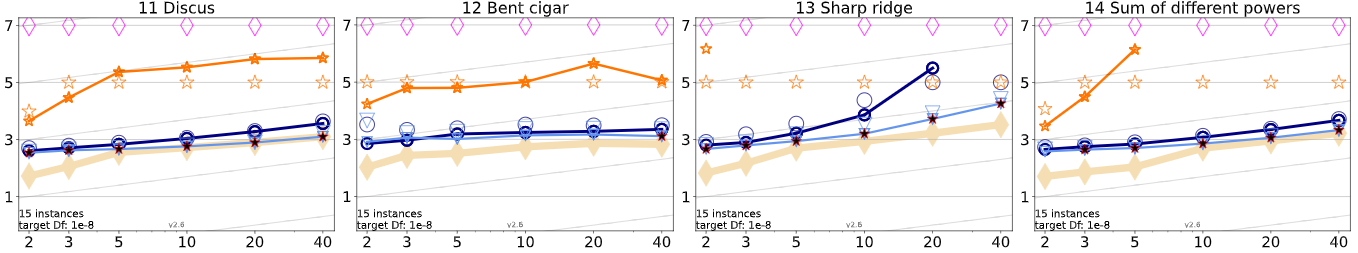 11 Discus
7
5
3
1
15 instances
target Df: 1e-8
v2.6
2 3 5 10 20 40
12 Bent cigar
7
5
3
1
15 instances
target Df: 1e-8
v2.6
2 3 5 10 20 40
13 Sharp ridge
7
5
3
1
15 instances
target Df: 1e-8
v2.6
2 3 5 10 20 40
14 Sum of different powers
7
5
3
1
15 instances
target Df: 1e-8
v2.6
2 3 5 10 20 40